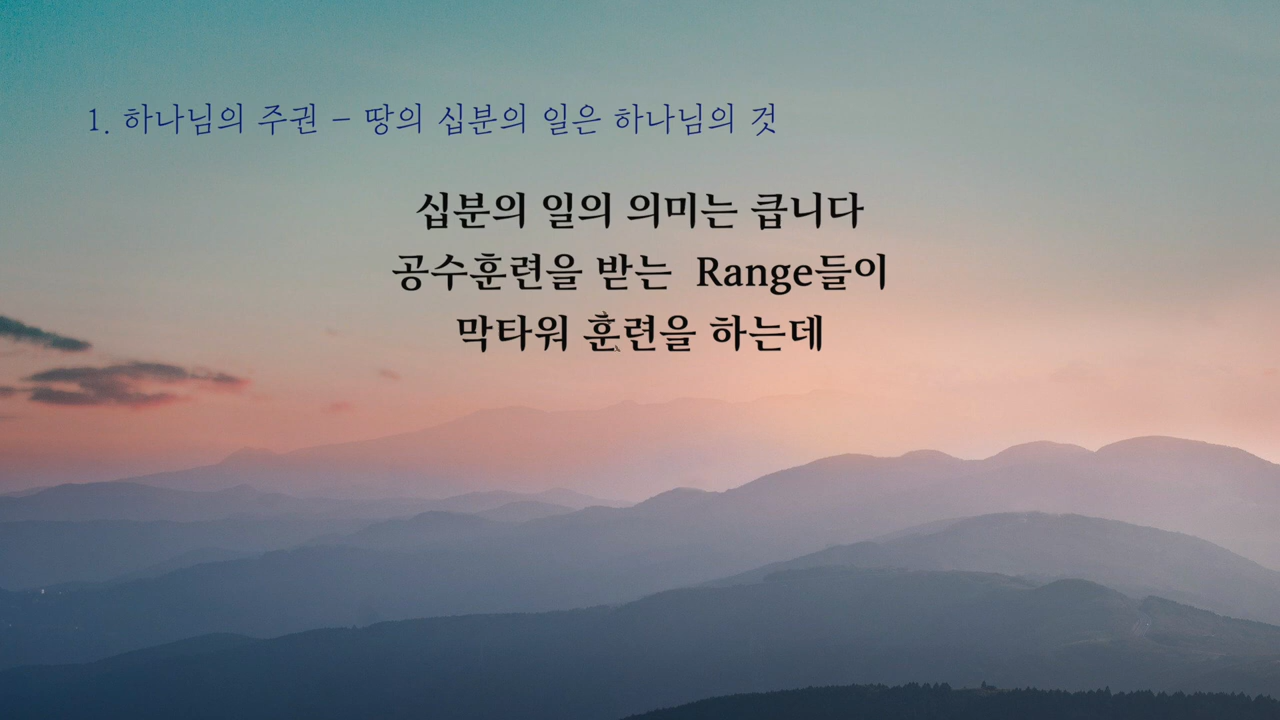 1. 하나님의 주권 - 땅의 십분의 일은 하나님의 것
십분의 일의 의미는 큽니다
공수훈련을 받는 Range들이
막타워 훈련을 하는데